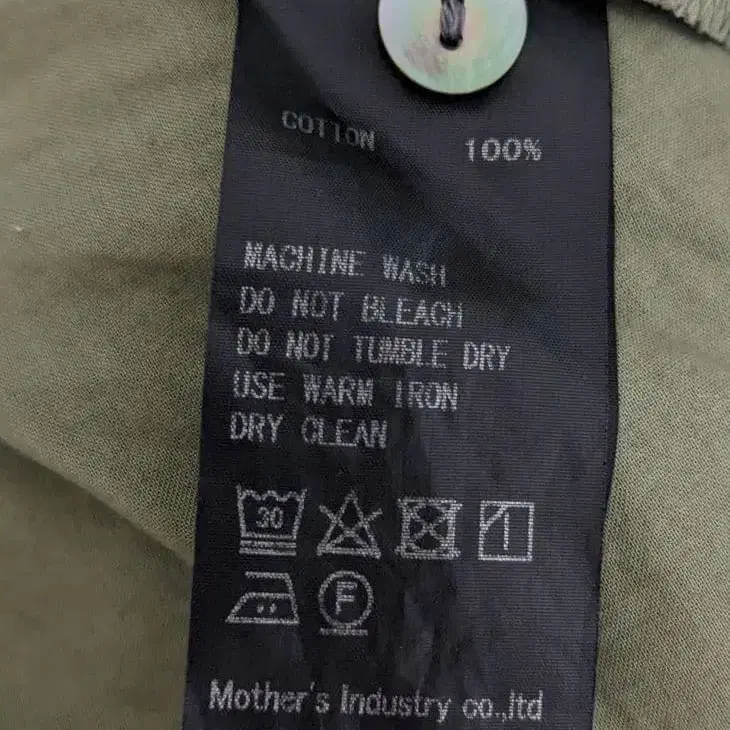 COTTON 100%
MACHINE WASH
DO NOT BLEACH
DO NOT TUMBLE DRY
USE WARM IRON
DRY CLEAN
30
F
Mother's Industry co.,ltd